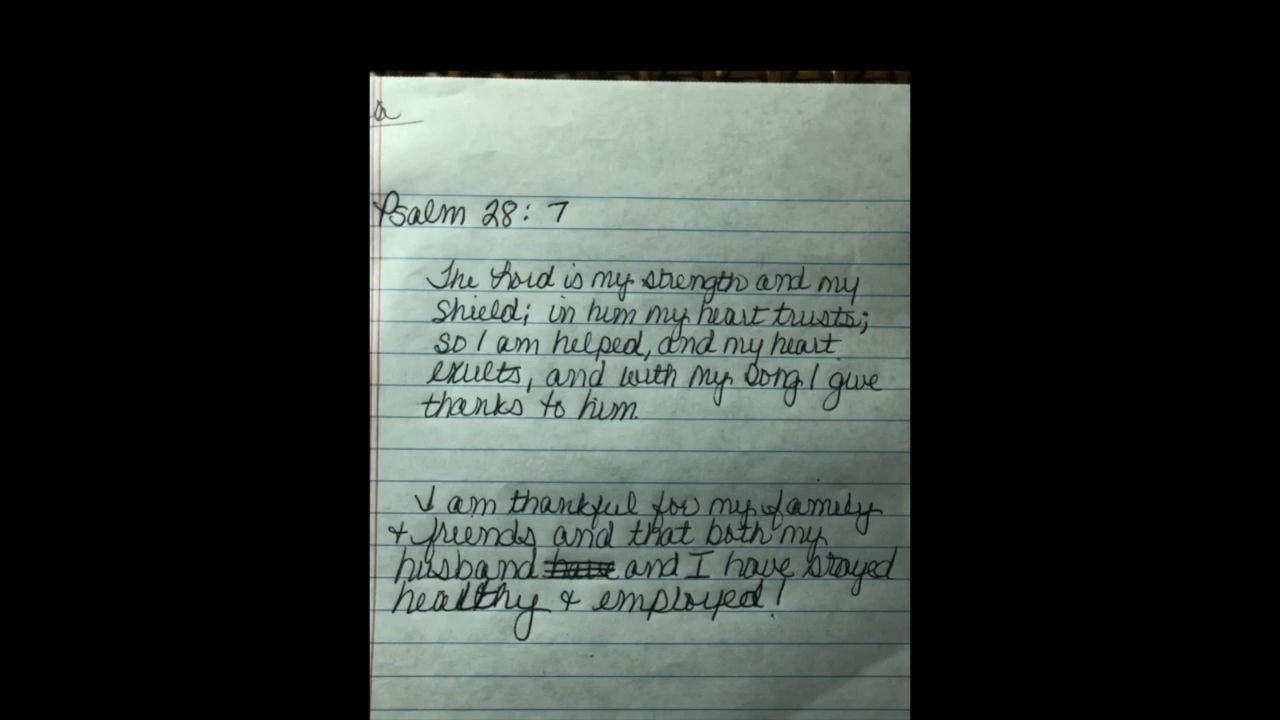 a
Psalm 28: 7
The Lord is my strength and my
shield; in him my heart trusts;
so I am helped, and my heart
exults, and with my song I give
thanks to him.
I am thankful for my family
& friends and that both my
husband have and I have stayed
healthy & employed!